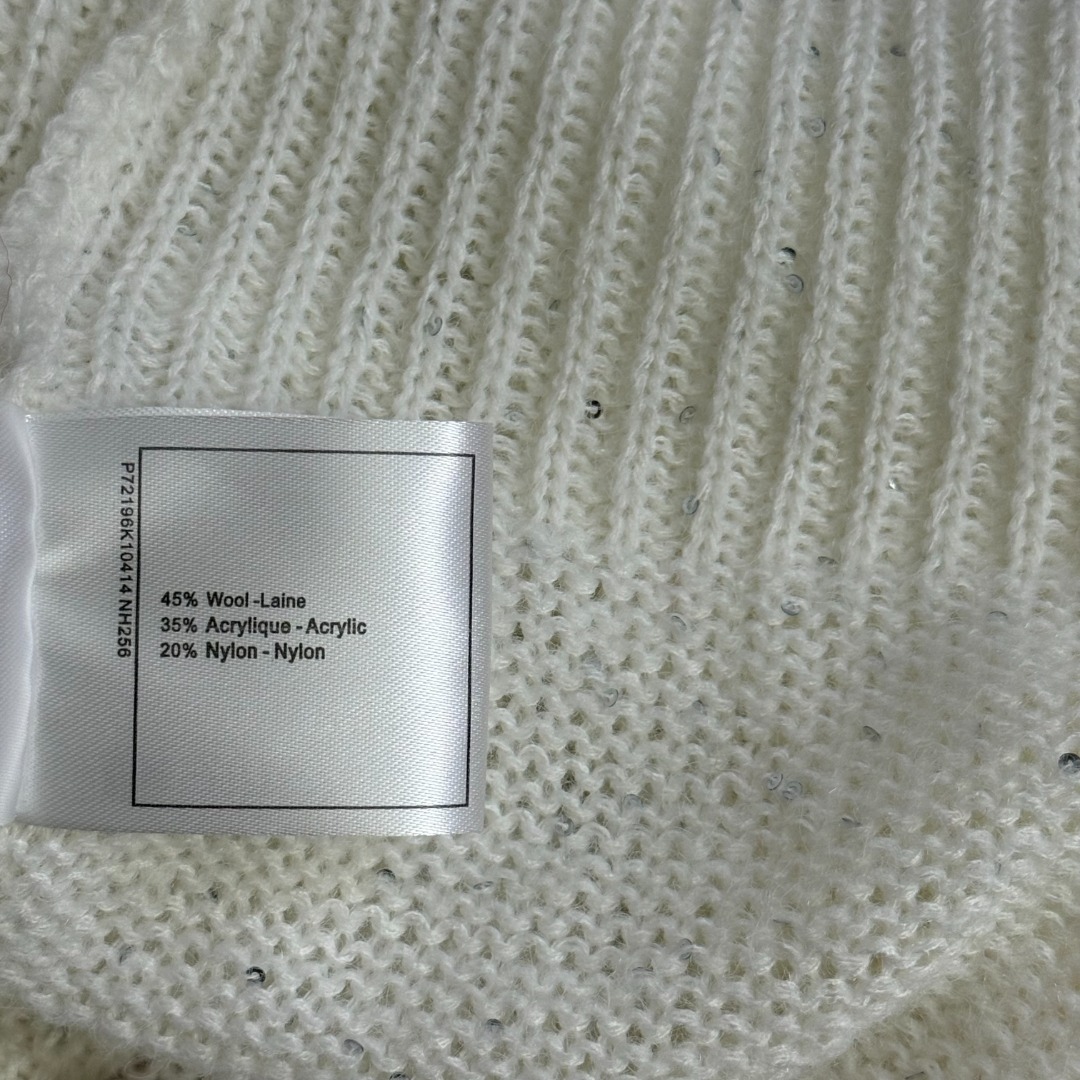 P72196K10414 NH256
45% Wool -Laine
35% Acrylique - Acrylic
20% Nylon - Nylon